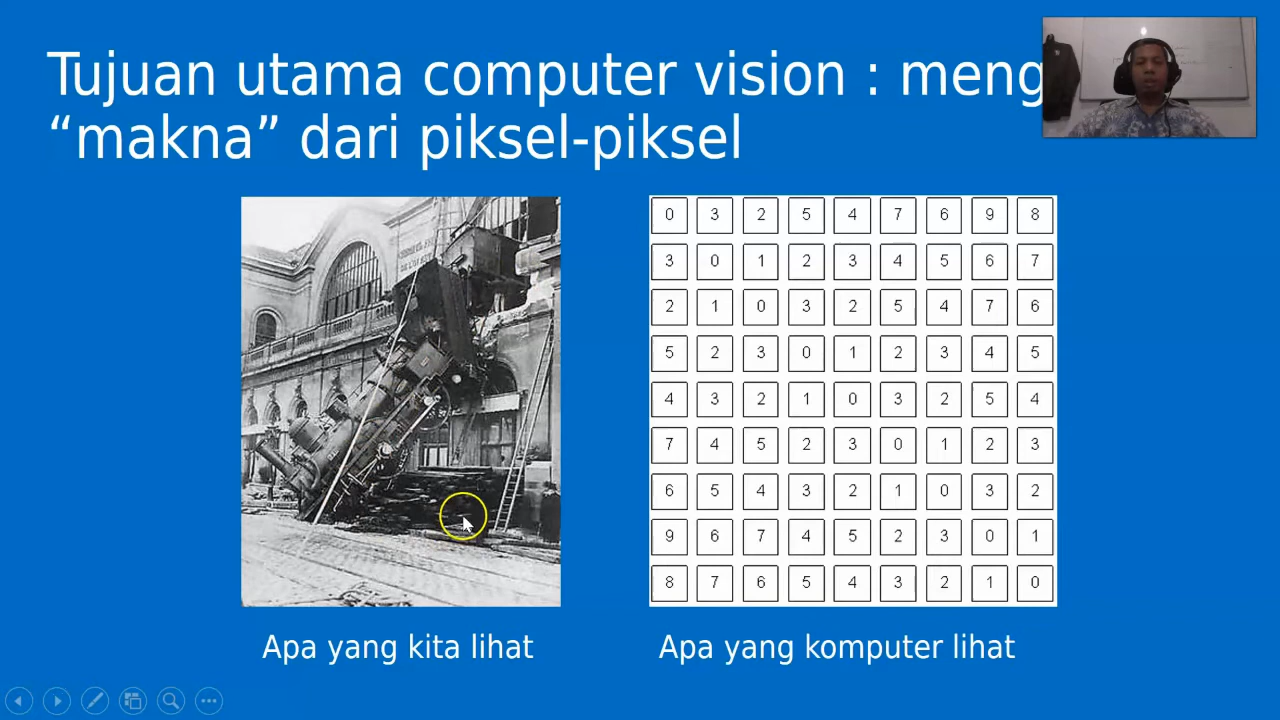 Tujuan utama computer vision : meng
“makna” dari piksel-piksel
0 3 2 5 4 7 6 9 8
3 0 1 2 3 4 5 6 7
2 1 0 3 2 5 4 7 6
5 2 3 0 1 2 3 4 5
4 3 2 1 0 3 2 5 4
7 4 5 2 3 0 1 2 3
6 5 4 3 2 1 0 3 2
9 6 7 4 5 2 3 0 1
8 7 6 5 4 3 2 1 0
Apa yang kita lihat
Apa yang komputer lihat